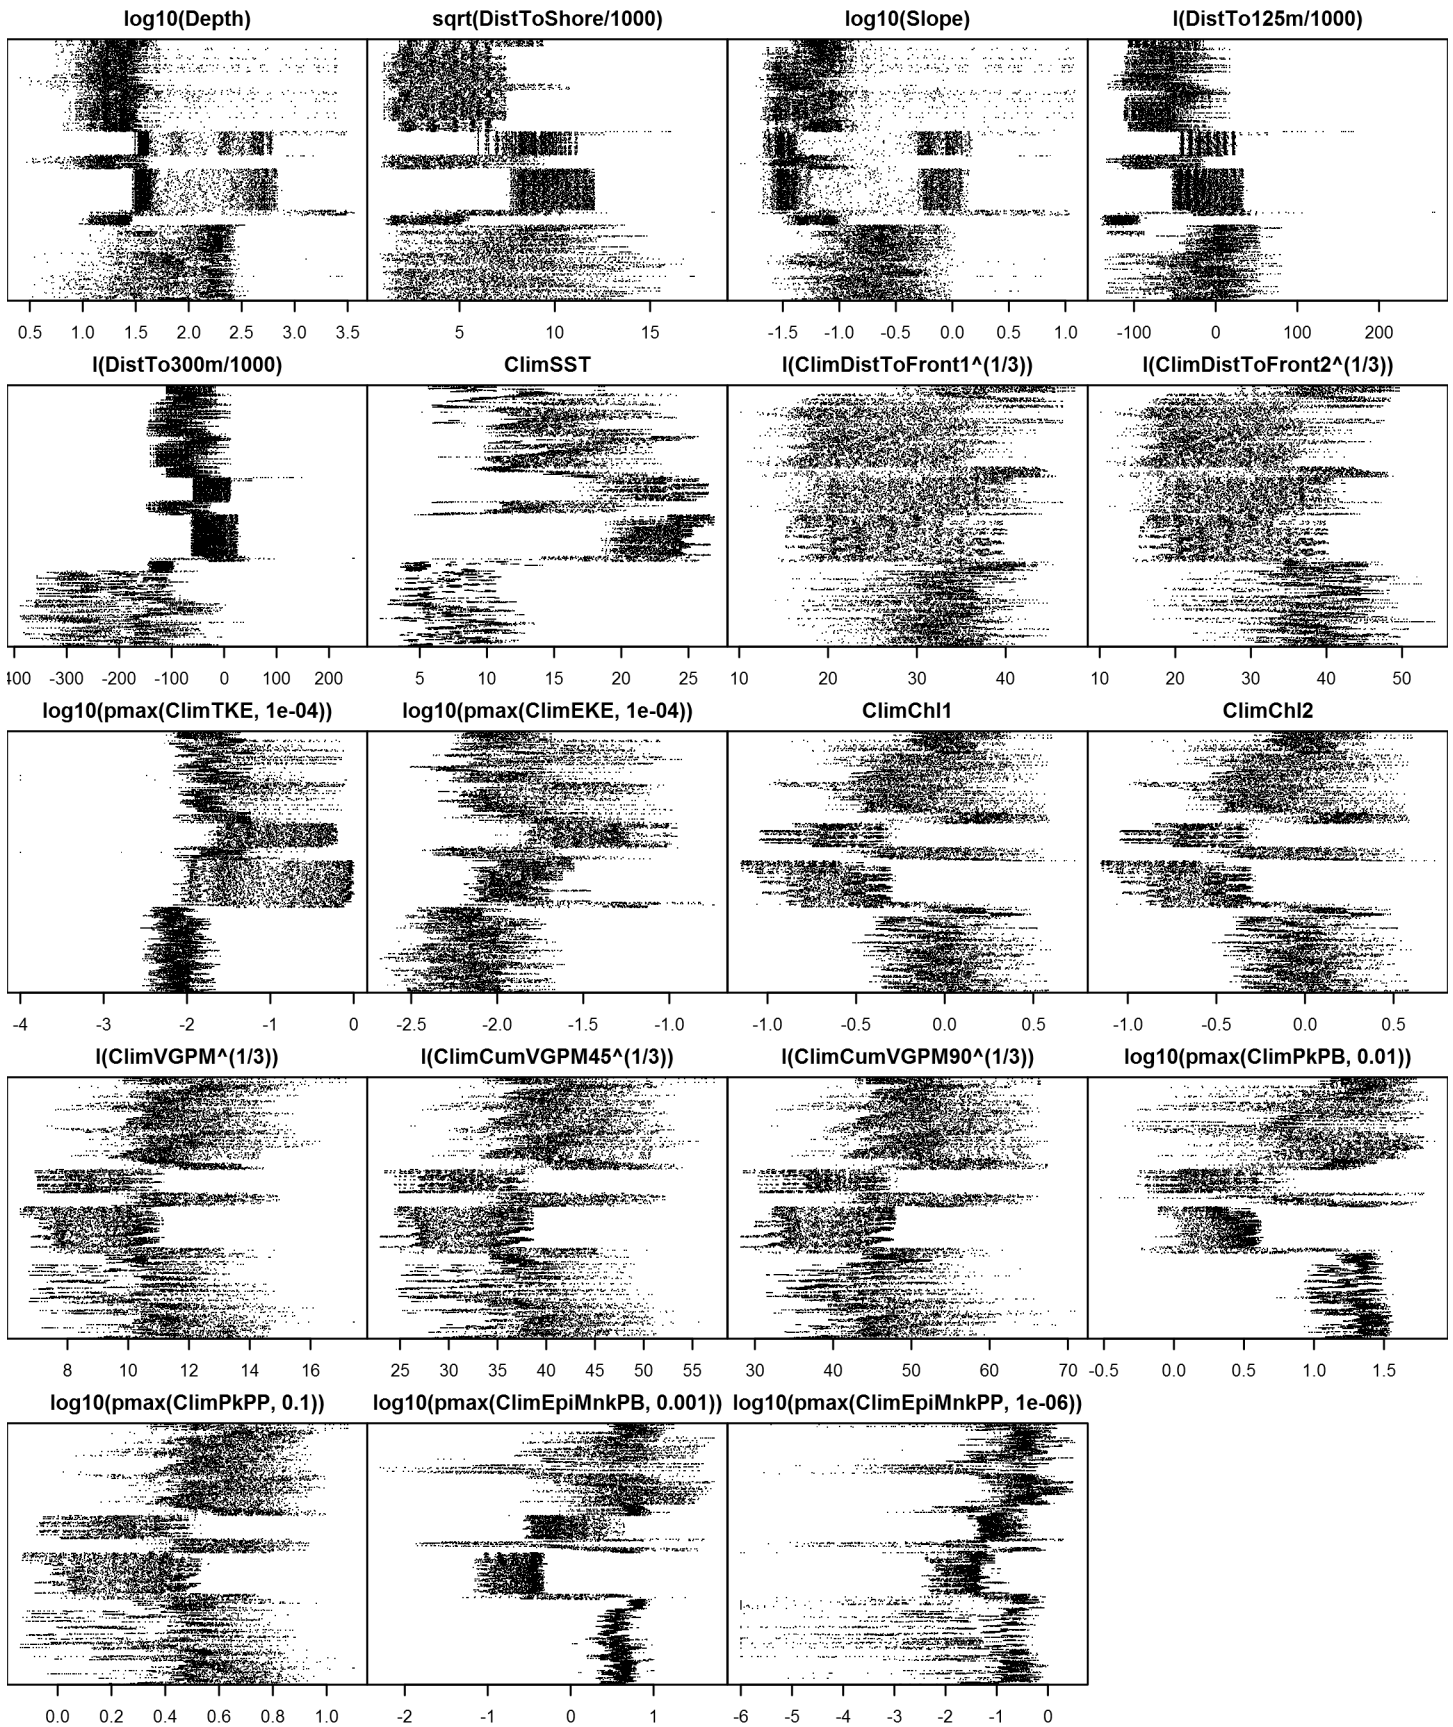 log10(Depth) sqrt(DistToShore/1000) log10(Slope) I(DistTo125m/1000)
0.5 1.0 1.5 2.0 2.5 3.0 3.5 5 10 15 -1.5 -1.0 -0.5 0.0 0.5 1.0 -100 0 100 200
I(DistTo300m/1000) ClimSST I(ClimDistToFront1^(1/3)) I(ClimDistToFront2^(1/3))
00 -300 -200 -100 0 100 200 5 10 15 20 25 10 20 30 40 10 20 30 40 50
log10(pmax(ClimTKE, 1e-04)) log10(pmax(ClimEKE, 1e-04)) ClimChl1 ClimChl2
-4 -3 -2 -1 0 -2.5 -2.0 -1.5 -1.0 -1.0 -0.5 0.0 0.5 -1.0 -0.5 0.0 0.5
I(ClimVGPM^(1/3)) I(ClimCumVGPM45^(1/3)) I(ClimCumVGPM90^(1/3)) log10(pmax(ClimPkPB, 0.01))
8 10 12 14 16 25 30 35 40 45 50 55 30 40 50 60 70 -0.5 0.0 0.5 1.0 1.5
log10(pmax(ClimPkPP, 0.1)) log10(pmax(ClimEpiMnkPB, 0.001)) log10(pmax(ClimEpiMnkPP, 1e-06))
0.0 0.2 0.4 0.6 0.8 1.0 -2 -1 0 1 -6 -5 -4 -3 -2 -1 0